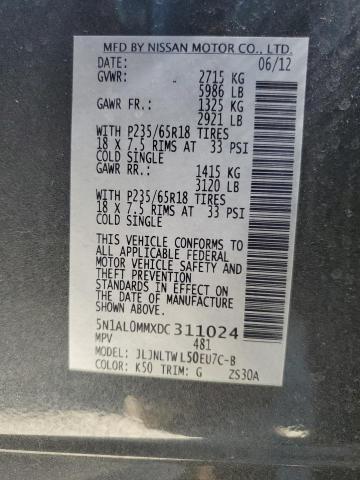 MFD BY NISSAN MOTOR CO., LTD.
DATE: 06/12
GVWR: 2715 KG
5986 LB
GAWR FR.: 1325 KG
2921 LB
WITH P235/65R18 TIRES
18 X 7.5 RIMS AT 33 PSI
COLD SINGLE
GAWR RR.: 1415 KG
3120 LB
WITH P235/65R18 TIRES
18 X 7.5 RIMS AT 33 PSI
COLD SINGLE
THIS VEHICLE CONFORMS TO
ALL APPLICABLE FEDERAL
MOTOR VEHICLE SAFETY AND
THEFT PREVENTION
STANDARDS IN EFFECT ON
THE DATE OF MANUFACTURE
SHOWN ABOVE.
5N1AL0MMXDC311024
MPV 481
MODEL: JLJNLTWL50EU7C-B
COLOR: K50 TRIM: G ZS30A